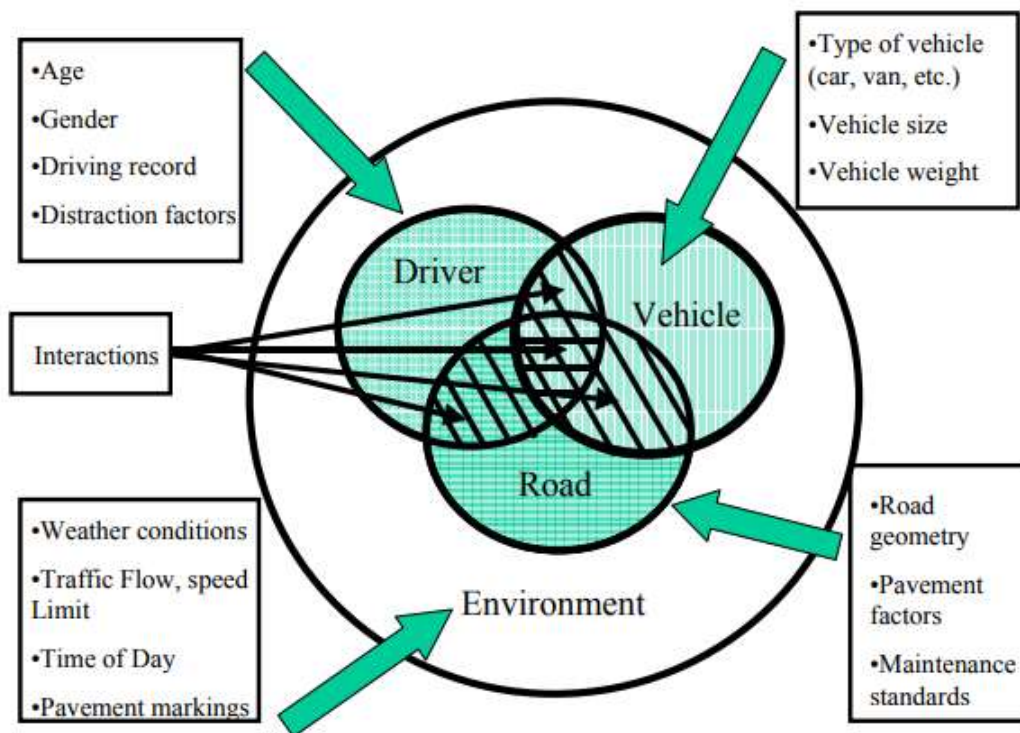 •Age
•Gender
•Driving record
•Distraction factors
•Type of vehicle
(car, van, etc.)
•Vehicle size
•Vehicle weight
Driver
Vehicle
Interactions
Road
Environment
•Weather conditions
•Traffic Flow, speed
Limit
•Time of Day
•Pavement markings
•Road
geometry
•Pavement
factors
•Maintenance
standards